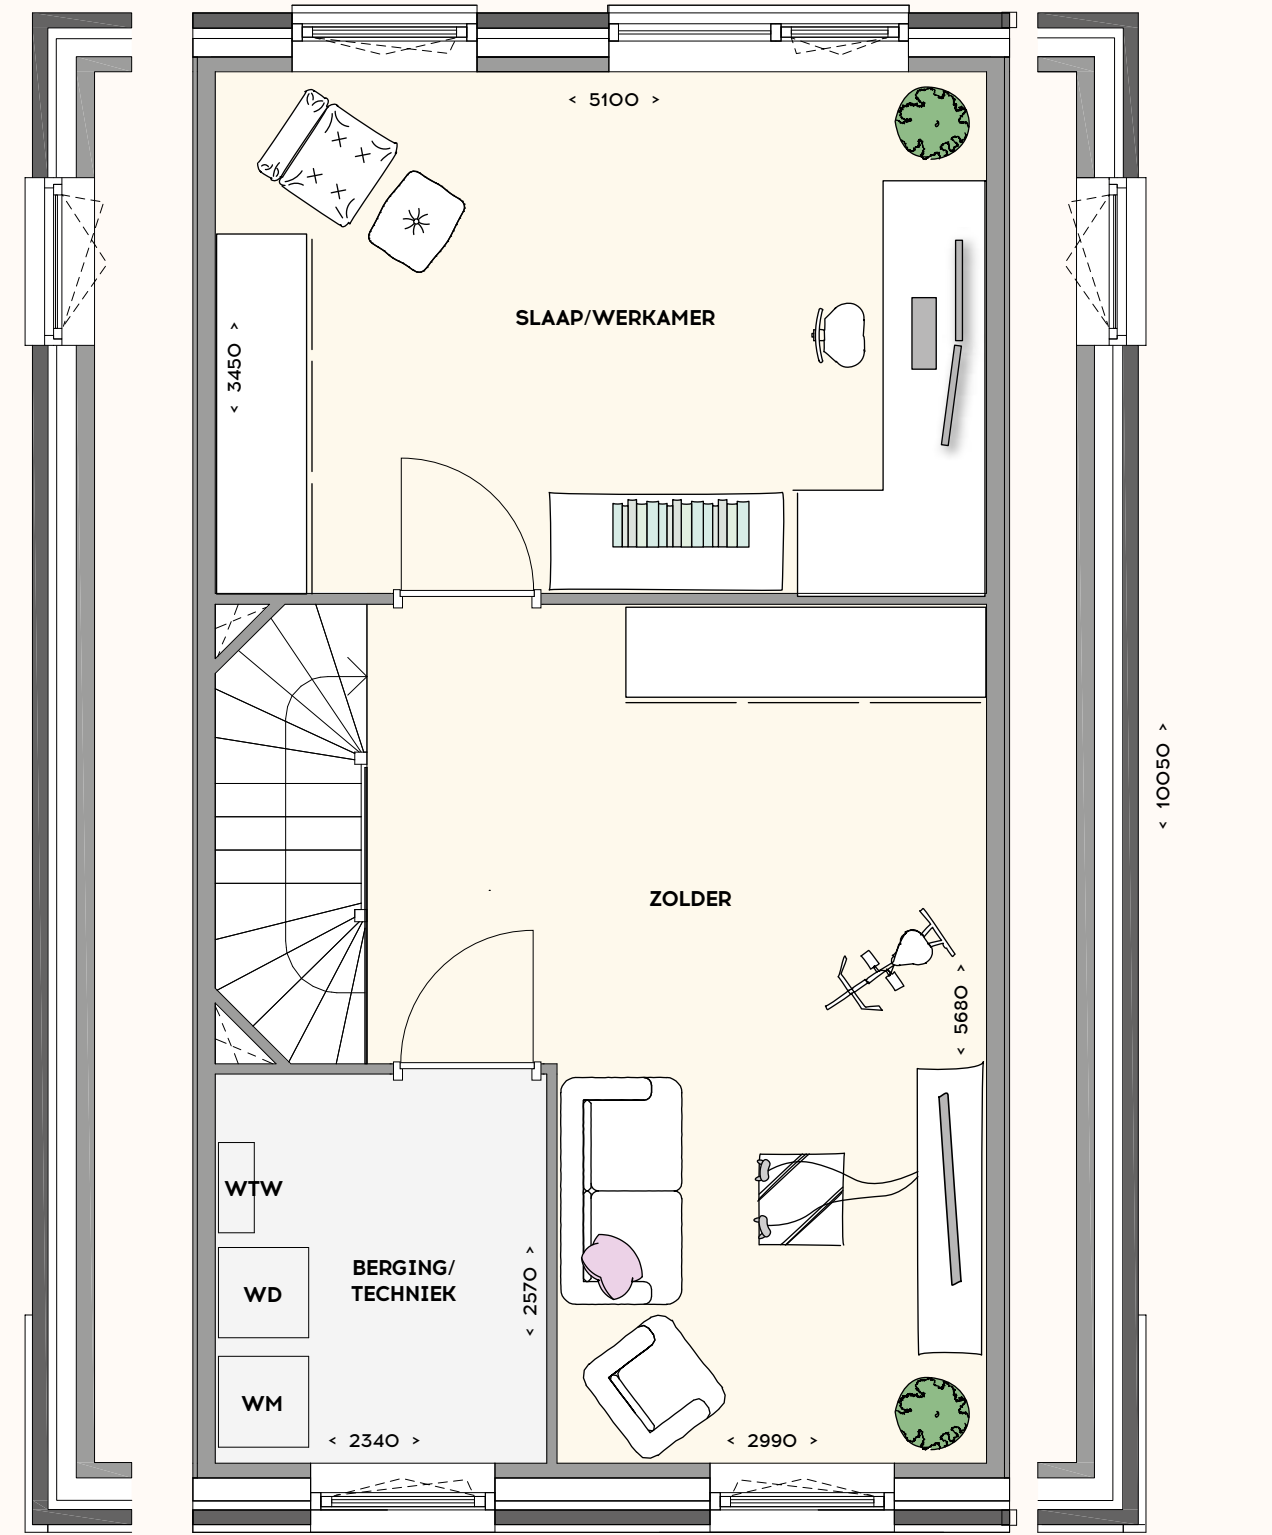 < 5100 >
SLAAP/WERKAMER
< 3450 >
< 10050 >
ZOLDER
< 5680 >
WTW
BERGING/
TECHNIEK
WD
< 2570 >
WM
< 2340 >
< 2990 >